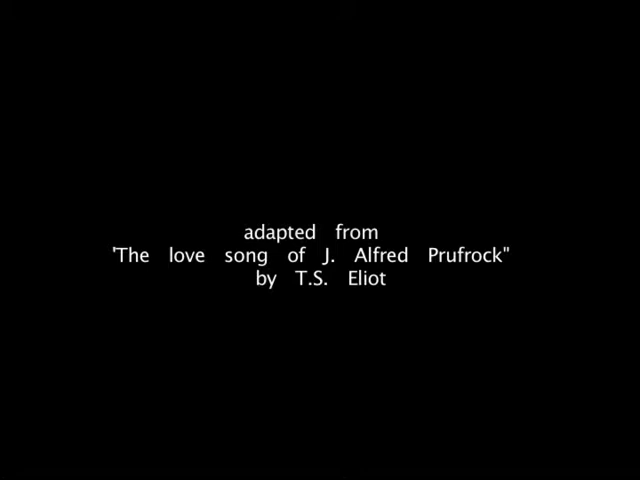 adapted from
'The love song of J. Alfred Prufrock"
by T.S. Eliot